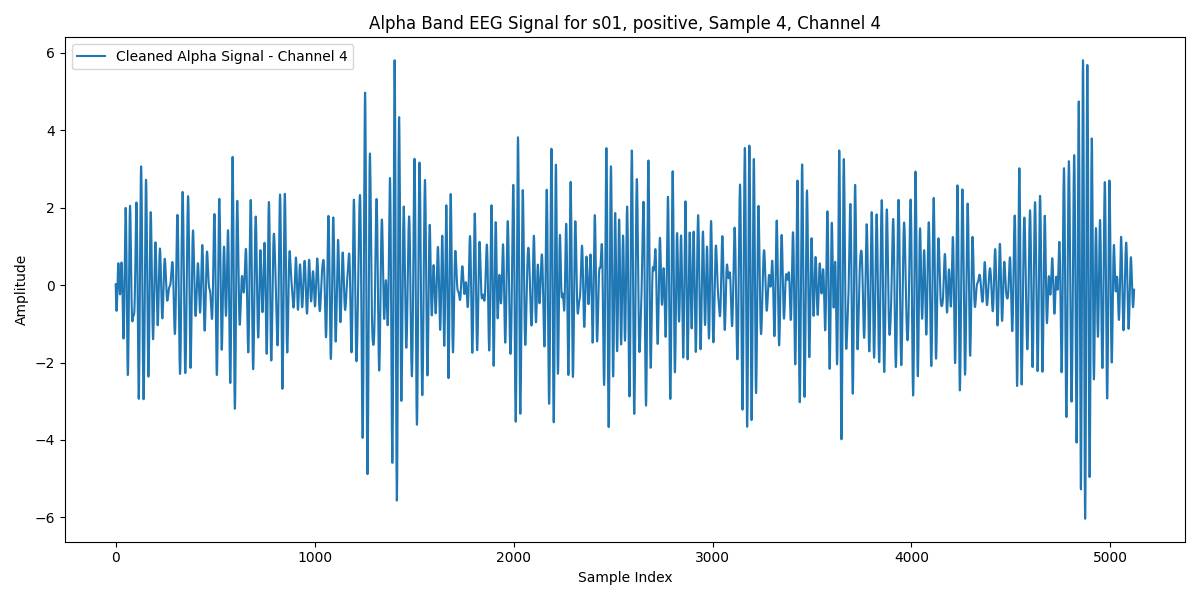 Alpha Band EEG Signal for s01, positive, Sample 4, Channel 4
Cleaned Alpha Signal - Channel 4
6
4
2
0
−2
−4
−6
Amplitude
0 1000 2000 3000 4000 5000
Sample Index